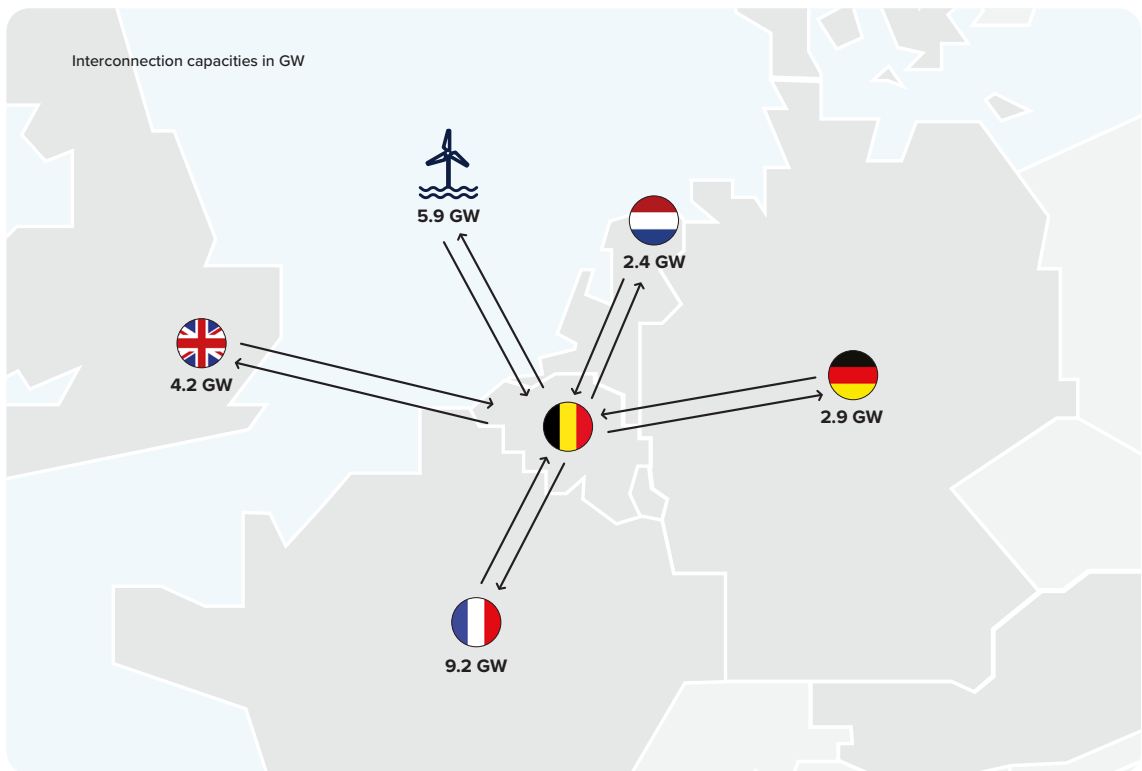 Interconnection capacities in GW
5.9 GW
2.4 GW
4.2 GW
2.9 GW
9.2 GW